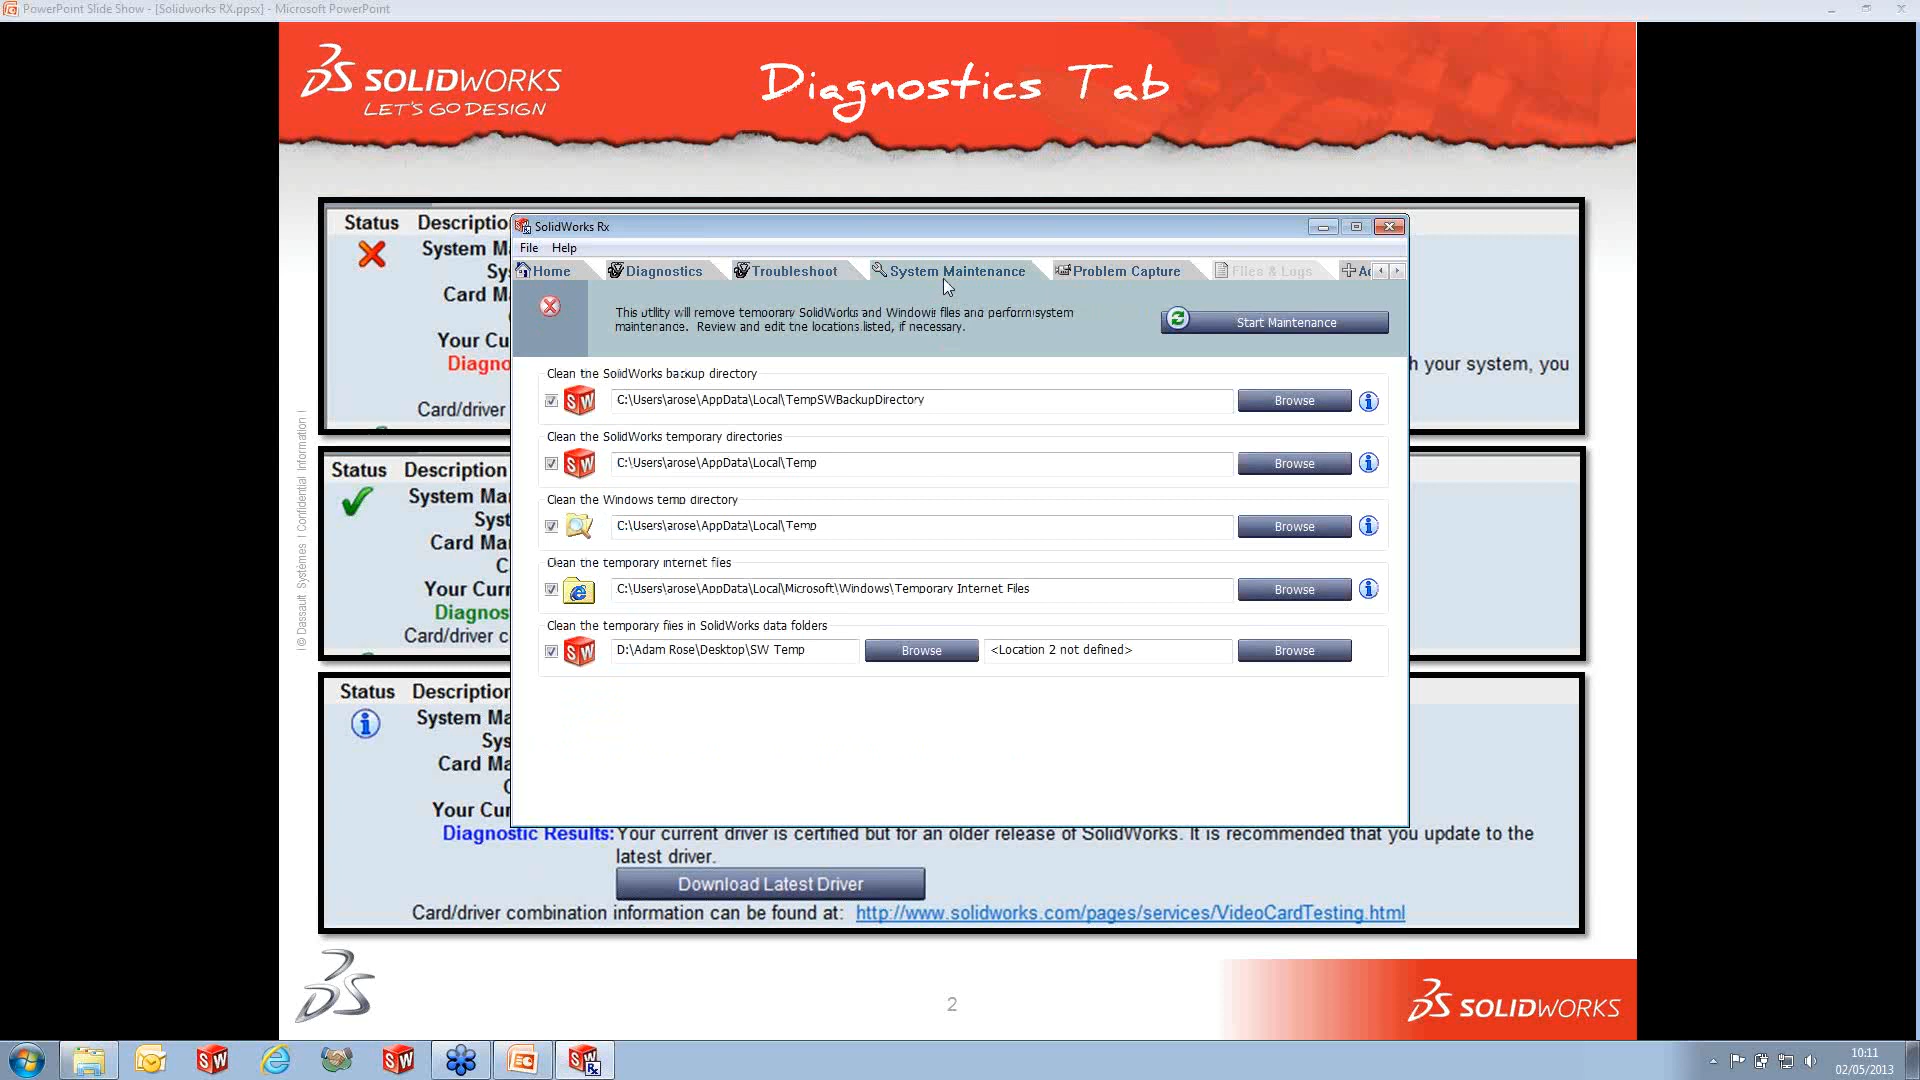 PowerPoint Slide Show - [Solidworks RX.ppsx] - Microsoft PowerPoint
SOLIDWORKS
LET'S GO DESIGN
Diagnostics Tab
Status Descriptio
System M
Sy
Card M
Your Cu
Diagno
h your system, you
Card/driver
SolidWorks Rx
File Help
Home Diagnostics Troubleshoot System Maintenance Problem Capture Files & Logs Ad
This utility will remove temporary SolidWorks and Windows files and perform system
maintenance. Review and edit the locations listed, if necessary.
Start Maintenance
Clean the SolidWorks backup directory
C:\Users\arose\AppData\Local\TempSWBackupDirectory
Browse
Clean the SolidWorks temporary directories
C:\Users\arose\AppData\Local\Temp
Browse
Clean the Windows temp directory
C:\Users\arose\AppData\Local\Temp
Browse
Clean the temporary internet files
C:\Users\arose\AppData\Local\Microsoft\Windows\Temporary Internet Files
Browse
Clean the temporary files in SolidWorks data folders
D:\Adam Rose\Desktop\SW Temp
Browse
<Location 2 not defined>
Browse
Status Description
System Ma
Syst
Card Ma
C
Your Curr
Diagnos
Card/driver c
Status Description
System Ma
Sys
Card Ma
Your Cur
Diagnostic Results: Your current driver is certified but for an older release of SolidWorks. It is recommended that you update to the
latest driver.
Download Latest Driver
Card/driver combination information can be found at: http://www.solidworks.com/pages/services/VideoCardTesting.html
I © Dassault Systèmes I Confidential Information I
2
SOLIDWORKS
10:11
02/05/2013